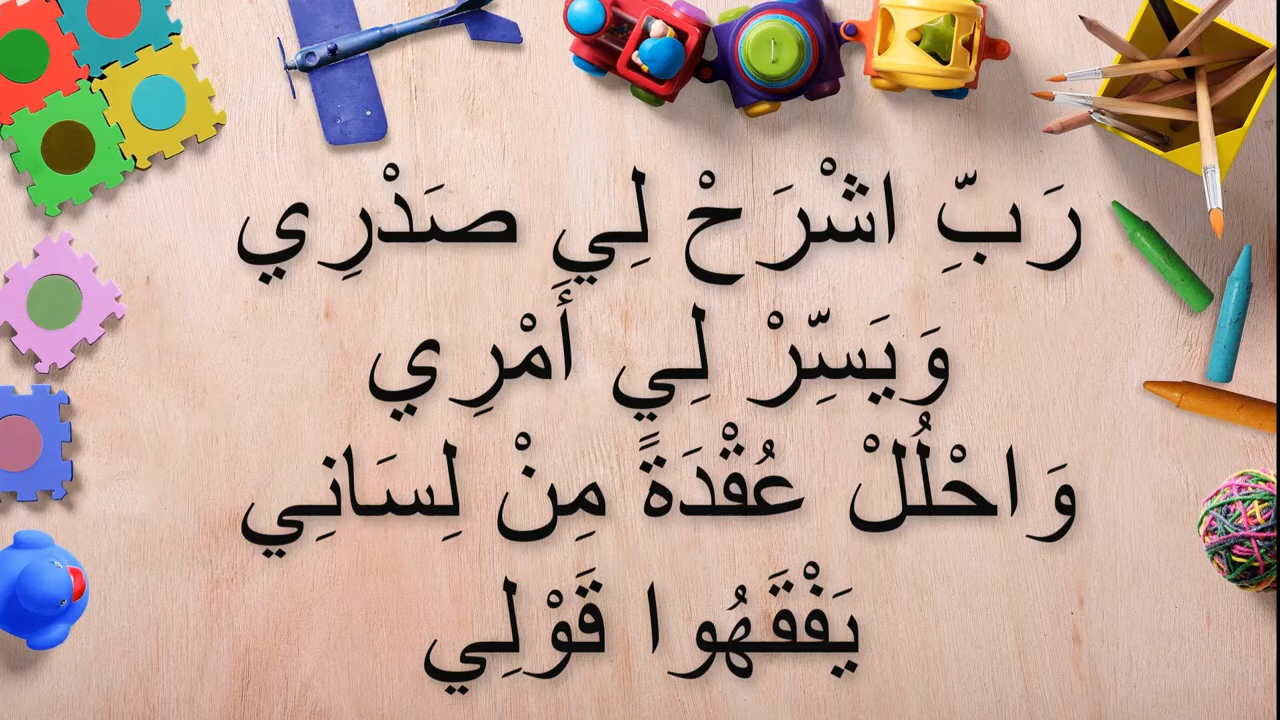 رَبِّ اشْرَحْ لِي صَدْرِي
وَيَسِّرْ لِي أَمْرِي
وَاحْلُلْ عُقْدَةً مِنْ لِسَانِي
يَفْقَهُوا قَوْلِي